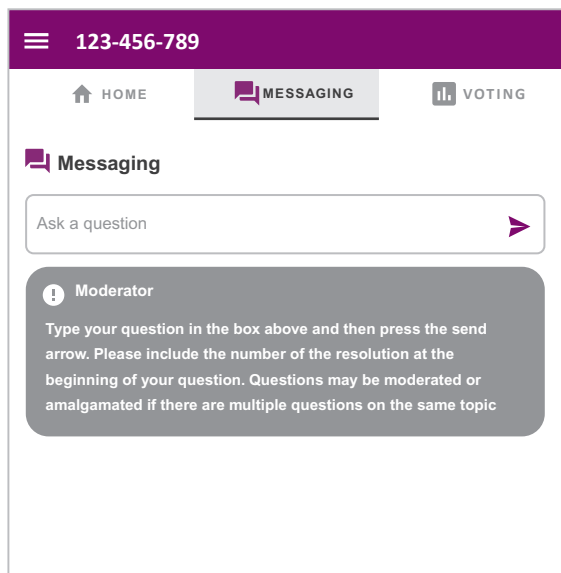 123-456-789
HOME
MESSAGING
VOTING
Messaging
Ask a question
Moderator
Type your question in the box above and then press the send
arrow. Please include the number of the resolution at the
beginning of your question. Questions may be moderated or
amalgamated if there are multiple questions on the same topic